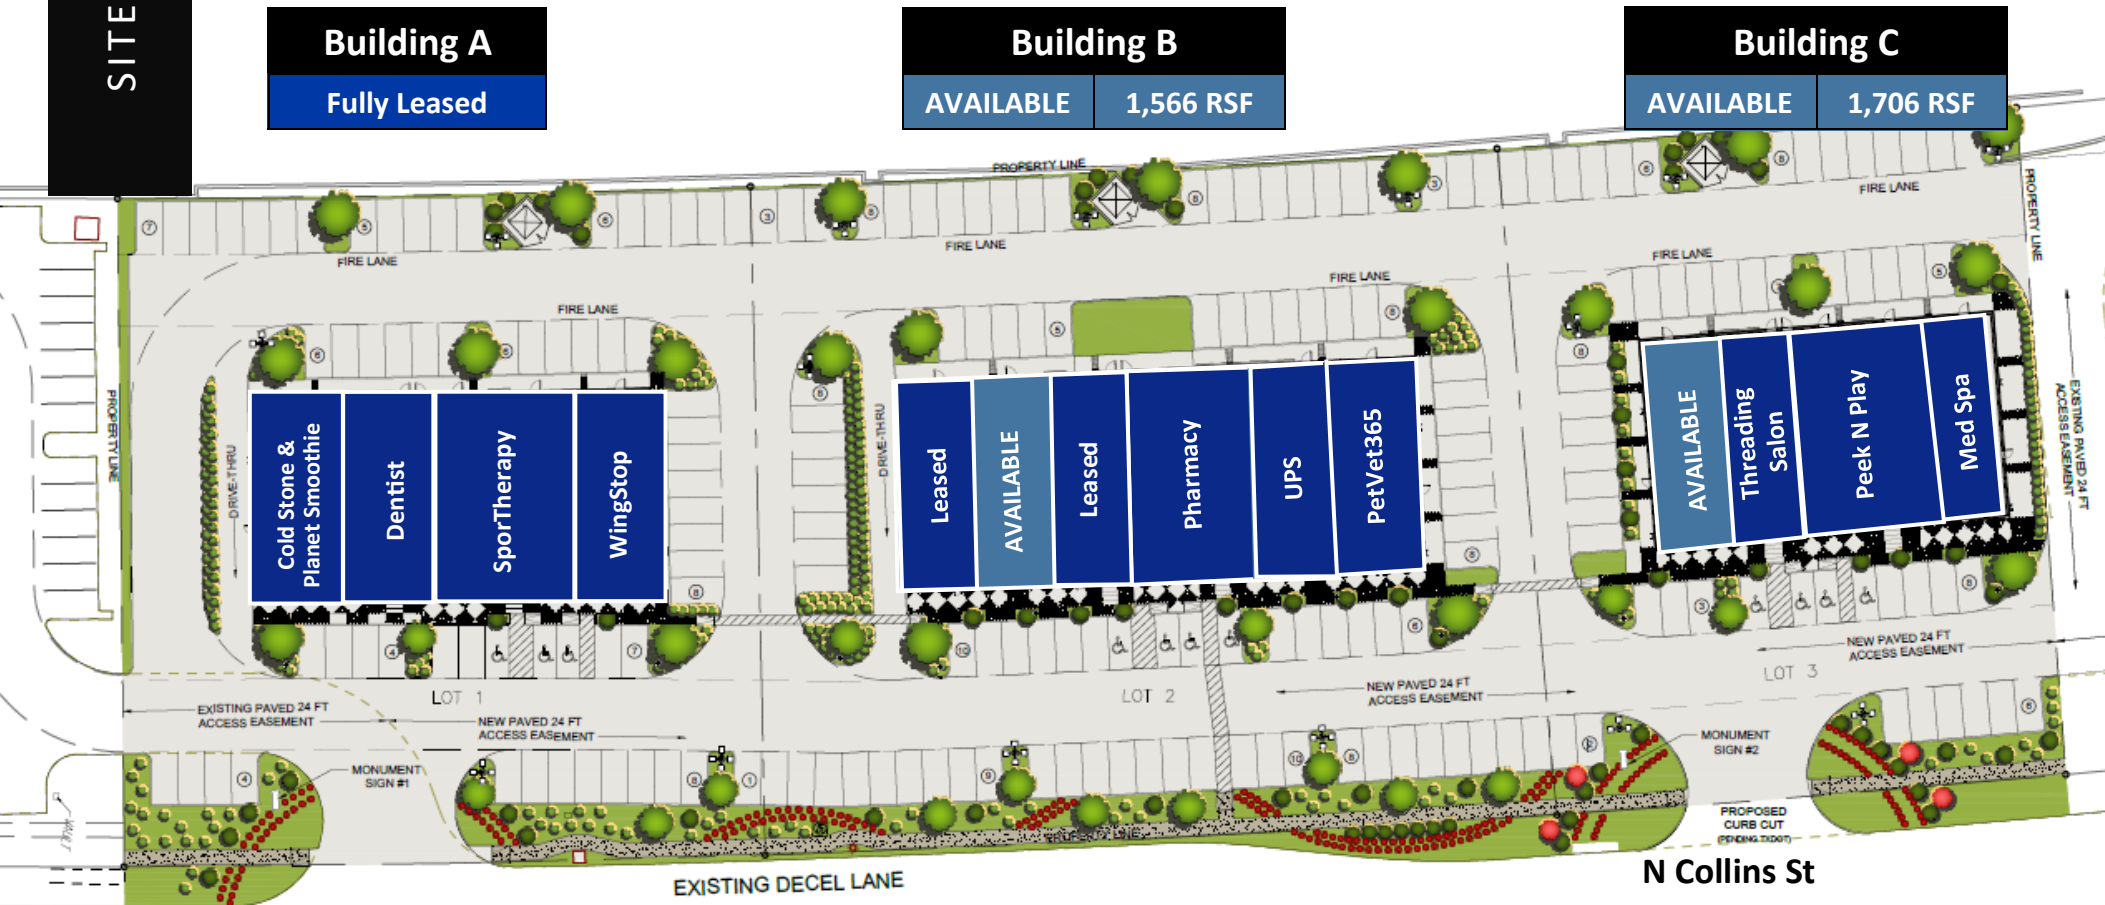 SITE
Building A
Fully Leased
Building B
AVAILABLE
1,566 RSF
Building C
AVAILABLE
1,706 RSF
PROPERTY LINE
FIRE LANE
FIRE LANE
FIRE LANE
FIRE LANE
FIRE LANE
FIRE LANE
PROPERTY LINE
PROPERTY LINE
DRIVE-THRU
Cold Stone &
Planet Smoothie
Dentist
SporTherapy
WingStop
DRIVE-THRU
Leased
AVAILABLE
Leased
Pharmacy
UPS
PetVet365
AVAILABLE
Threading
Salon
Peek N Play
Med Spa
EXISTING PAVED 24 FT
ACCESS EASEMENT
LOT 1
LOT 2
LOT 3
EXISTING PAVED 24 FT
ACCESS EASEMENT
NEW PAVED 24 FT
ACCESS EASEMENT
NEW PAVED 24 FT
ACCESS EASEMENT
NEW PAVED 24 FT
ACCESS EASEMENT
MONUMENT
SIGN #1
MONUMENT
SIGN #2
PROPERTY LINE
PROPOSED
CURB CUT
(PENDING TXDOT)
EXISTING DECEL LANE
N Collins St